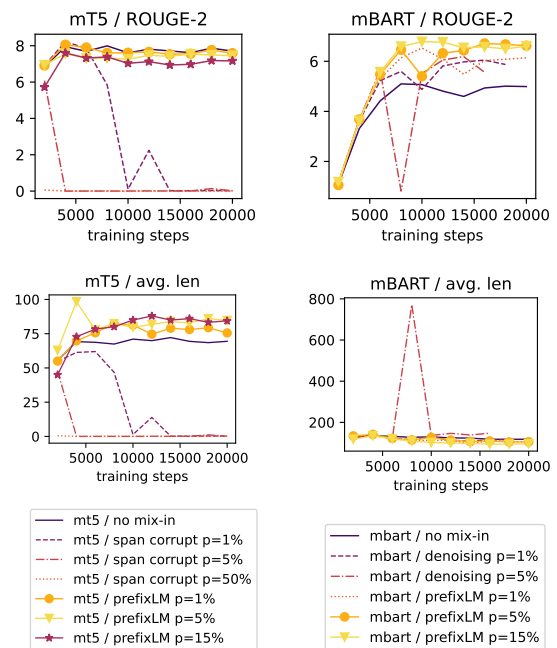 mT5 / ROUGE-2
8
6
4
2
0
5000 10000 15000 20000
training steps
mBART / ROUGE-2
6
4
2
5000 10000 15000 20000
training steps
mT5 / avg. len
100
75
50
25
0
5000 10000 15000 20000
training steps
mBART / avg. len
800
600
400
200
5000 10000 15000 20000
training steps
mt5 / no mix-in
mt5 / span corrupt p=1%
mt5 / span corrupt p=5%
mt5 / span corrupt p=50%
mt5 / prefixLM p=1%
mt5 / prefixLM p=5%
mt5 / prefixLM p=15%
mbart / no mix-in
mbart / denoising p=1%
mbart / denoising p=5%
mbart / prefixLM p=1%
mbart / prefixLM p=5%
mbart / prefixLM p=15%